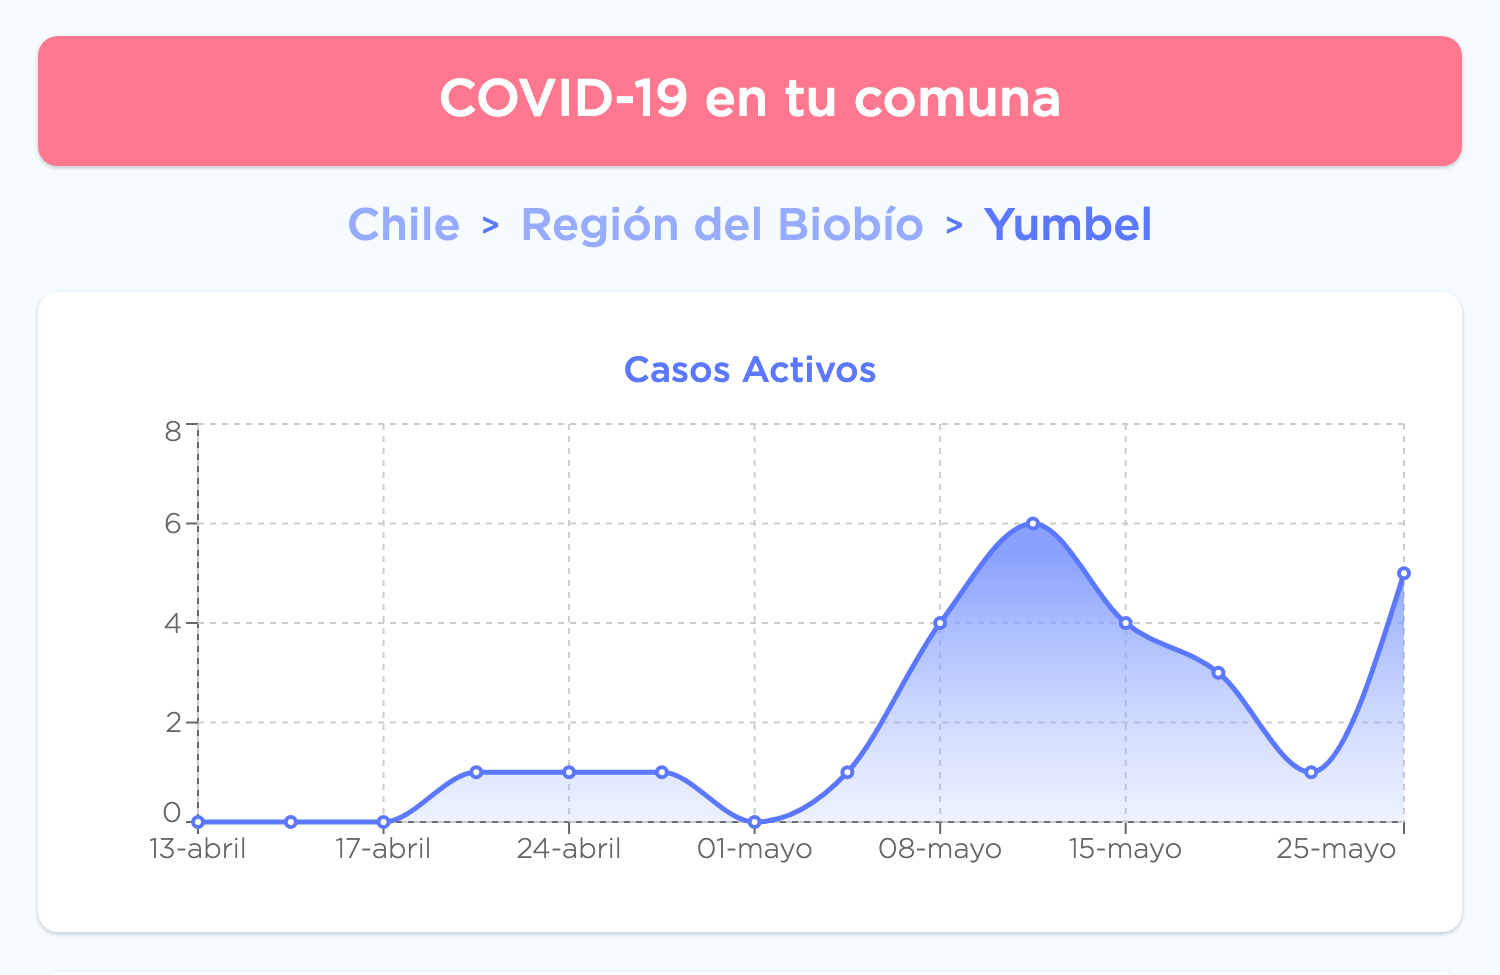 COVID-19 en tu comuna
Chile > Región del Biobío > Yumbel
Casos Activos
8
6
4
2
0
13-abril 17-abril 24-abril 01-mayo 08-mayo 15-mayo 25-mayo